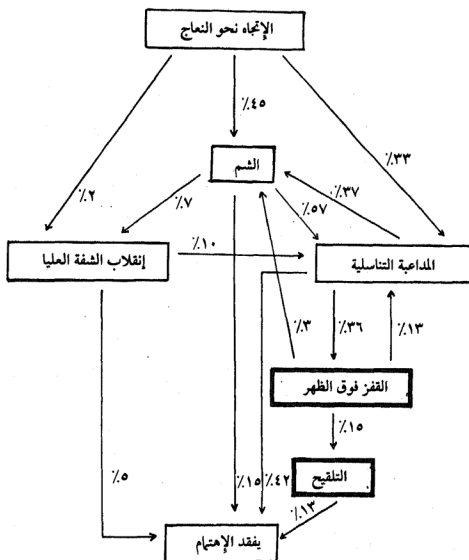 الإتجاه نحو النعاج
٪٤٥
٪٣٣
الشم
٪٢
٪٧
٪٥٧
٪٣٧
إنقلاب الشفة العليا
٪١٠
المداعبة التناسلية
٪٣
٪٣٦
٪١٣
القفز فوق الظهر
٪١٥
التلقيح
٪٥
٪١٥
٪٤٢
٪١٣
يفقد الإهتمام